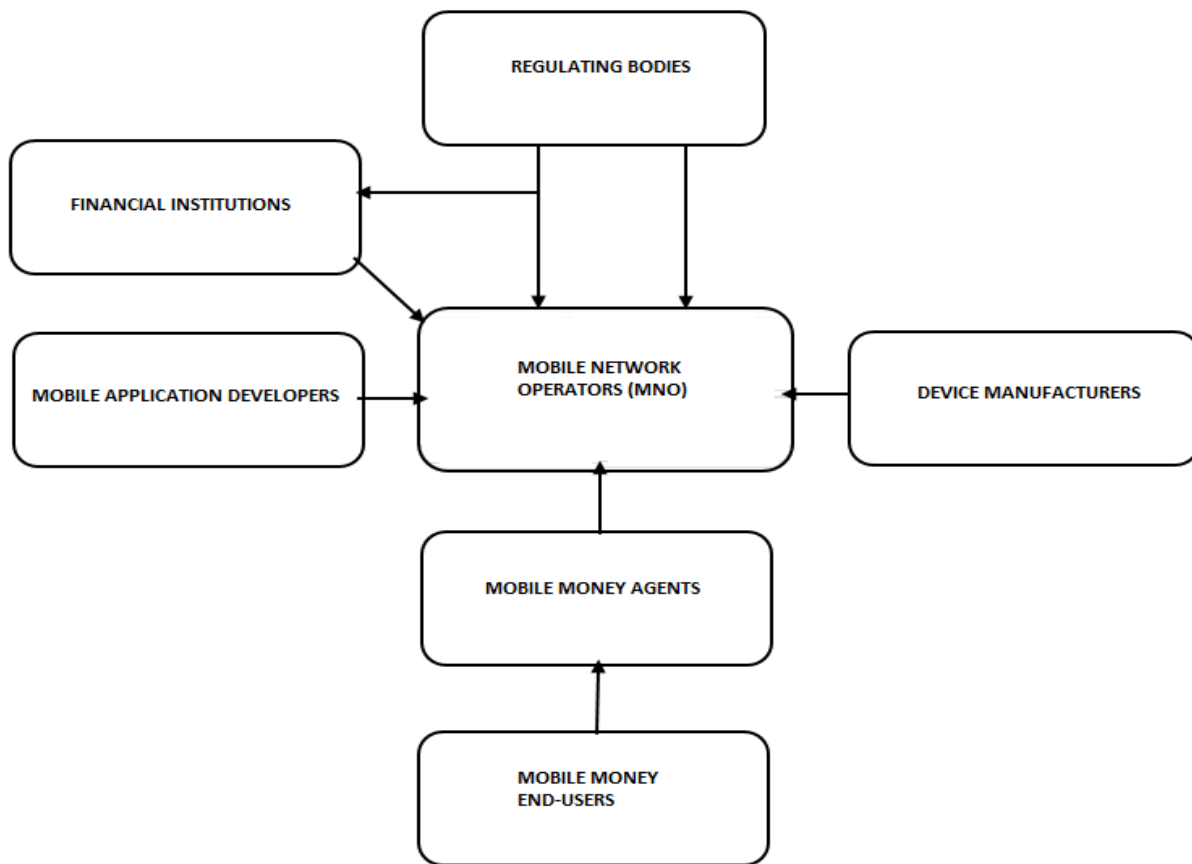 REGULATING BODIES
FINANCIAL INSTITUTIONS
MOBILE NETWORK
OPERATORS (MNO)
MOBILE APPLICATION DEVELOPERS
DEVICE MANUFACTURERS
MOBILE MONEY AGENTS
MOBILE MONEY
END-USERS